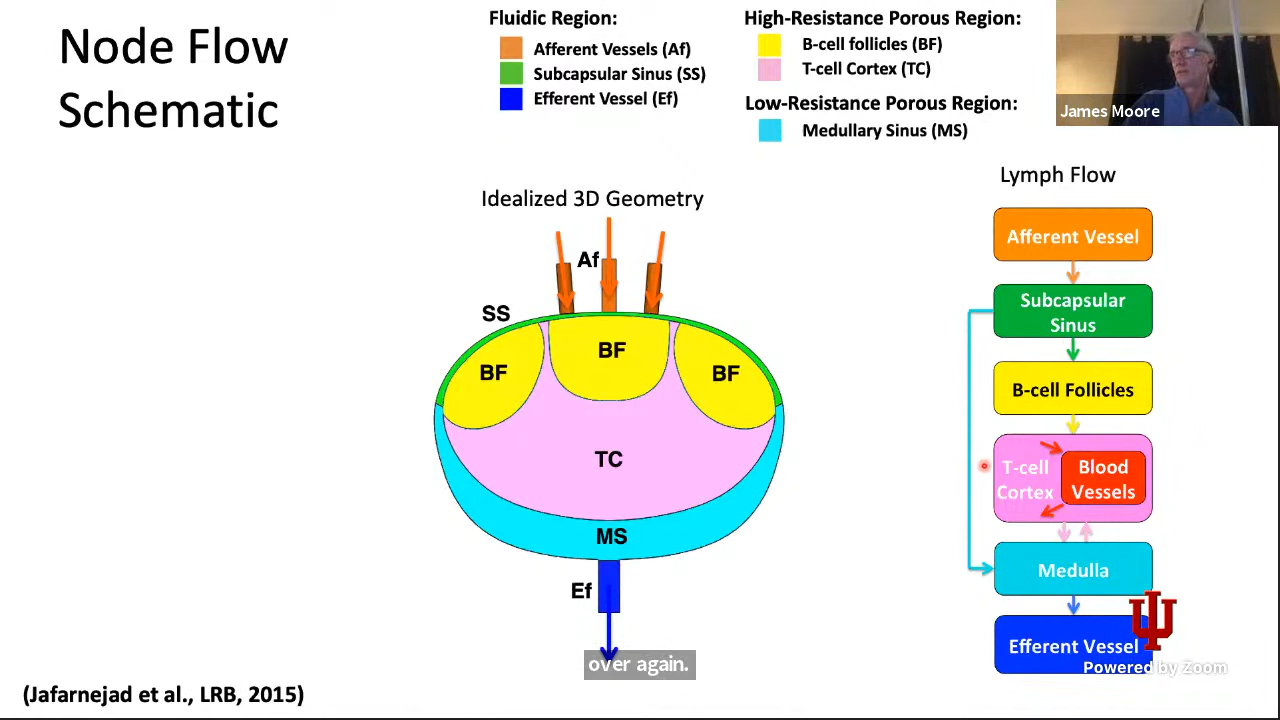 Node Flow
Schematic
Fluidic Region:
Afferent Vessels (Af)
Subcapsular Sinus (SS)
Efferent Vessel (Ef)
High-Resistance Porous Region:
B-cell follicles (BF)
T-cell Cortex (TC)
Low-Resistance Porous Region:
Medullary Sinus (MS)
James Moore
Idealized 3D Geometry
Af
SS
BF
BF
BF
TC
MS
Ef
over again.
Lymph Flow
Afferent Vessel
Subcapsular
Sinus
B-cell Follicles
T-cell
Cortex
Blood
Vessels
Medulla
Efferent Vessel
Powered by Zoom
(Jafarnejad et al., LRB, 2015)